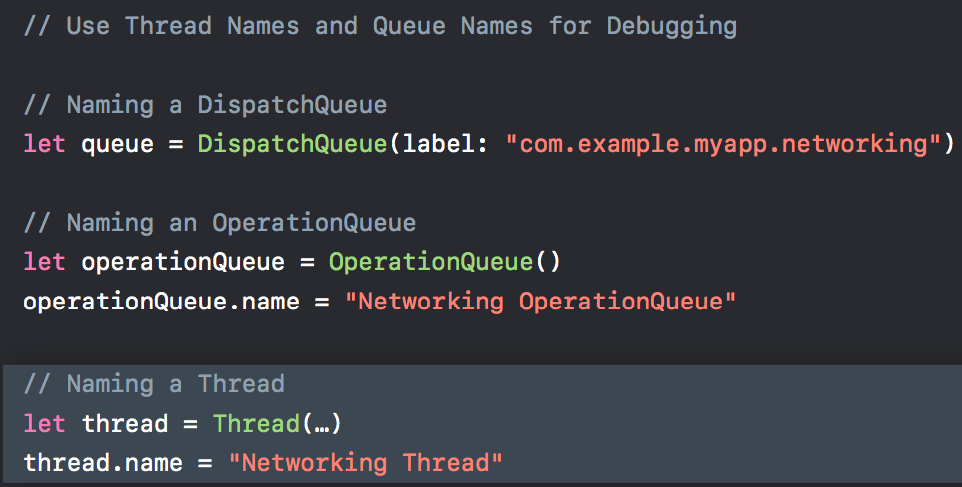 // Use Thread Names and Queue Names for Debugging
// Naming a DispatchQueue
let queue = DispatchQueue(label: "com.example.myapp.networking")
// Naming an OperationQueue
let operationQueue = OperationQueue()
operationQueue.name = "Networking OperationQueue"
// Naming a Thread
let thread = Thread(…)
thread.name = "Networking Thread"